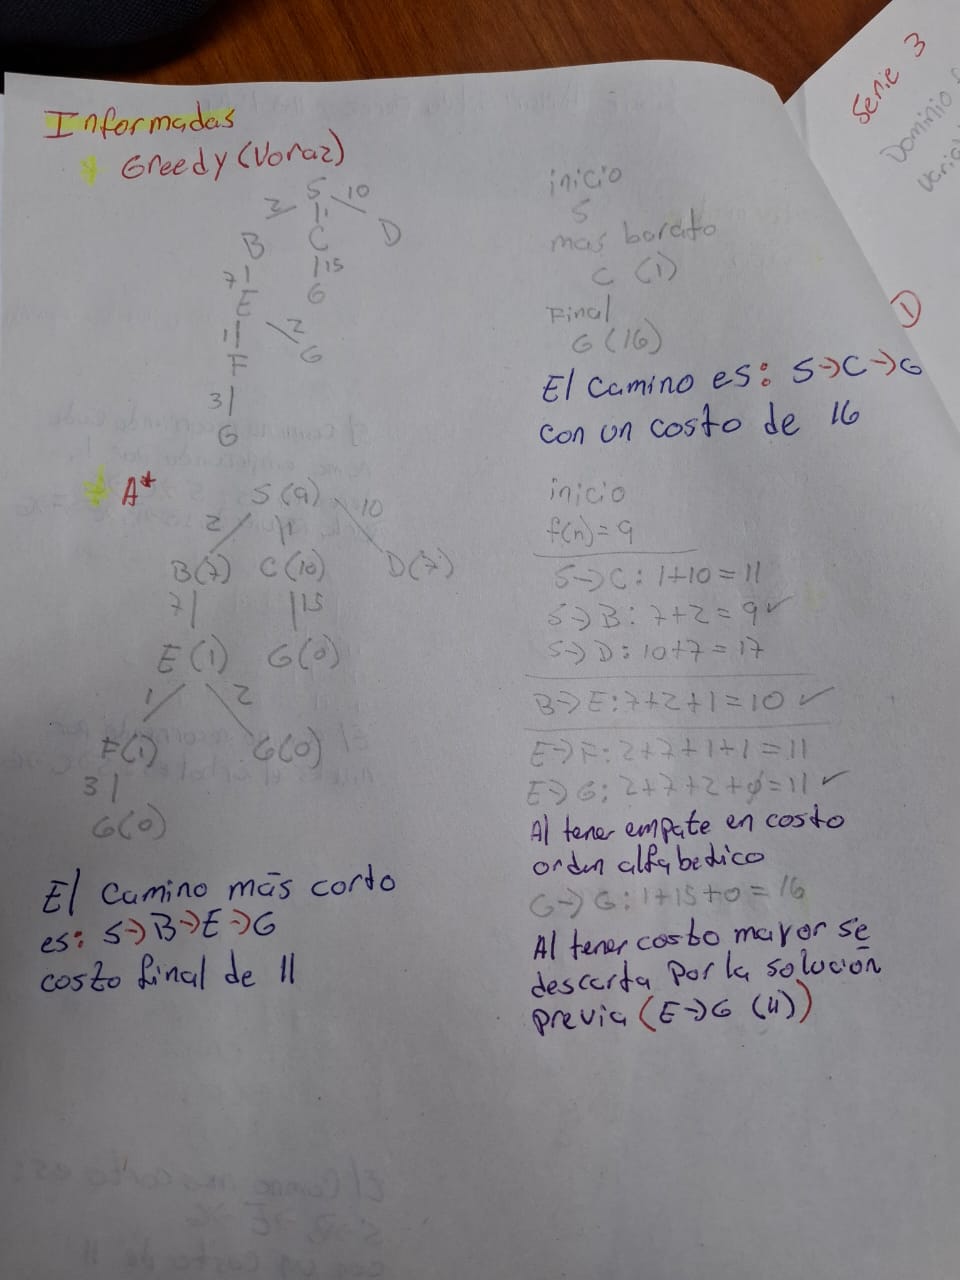 Informadas
* Greedy (Voraz)
S
2 1 10
B C D
7 15
E G
1 2
F G
3
G
inicio
S
mas barato
C (1)
Final
G (16)
El camino es: S->C->G
con un costo de 16
* A*
S (9)
2 1 10
B(7) C(10) D(7)
7 15
E (1) G(0)
1 2
F(1) G(0)
3
G(0)
El camino más corto
es: S->B->E->G
costo final de 11
inicio
f(n)=9
S->C: 1+10=11
S->B: 7+2=9✓
S->D: 10+7=17
B->E: 7+2+1=10 ✓
E->F: 2+7+1+1=11
E->G: 2+7+2+0=11 ✓
Al tener empate en costo
orden alfabedico
C->G: 1+15+0=16
Al tener costo mayor se
descarta por la solución
previa (E->G (11))
Serie 3
Dominio
1